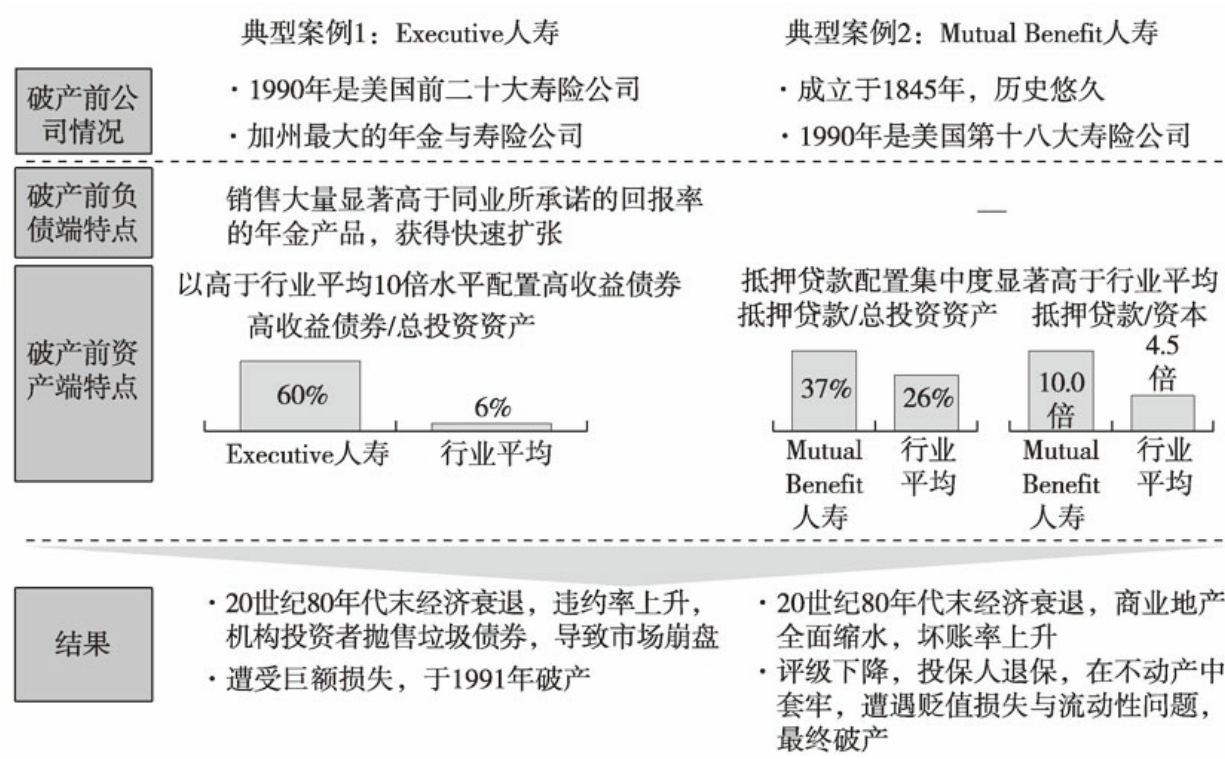 典型案例1：Executive人寿
典型案例2：Mutual Benefit人寿
破产前公
司情况
·1990年是美国前二十大寿险公司
·加州最大的年金与寿险公司
·成立于1845年，历史悠久
·1990年是美国第十八大寿险公司
破产前负
债端特点
销售大量显著高于同业所承诺的回报率
的年金产品，获得快速扩张
—
破产前资
产端特点
以高于行业平均10倍水平配置高收益债券
高收益债券/总投资资产
60%
6%
Executive人寿
行业平均
抵押贷款配置集中度显著高于行业平均
抵押贷款/总投资资产
37%
26%
Mutual
Benefit
人寿
行业
平均
抵押贷款/资本
10.0
倍
4.5
倍
Mutual
Benefit
人寿
行业
平均
结果
·20世纪80年代末经济衰退，违约率上升，
机构投资者抛售垃圾债券，导致市场崩盘
·遭受巨额损失，于1991年破产
·20世纪80年代末经济衰退，商业地产
全面缩水，坏账率上升
·评级下降，投保人退保，在不动产中
套牢，遭遇贬值损失与流动性问题，
最终破产